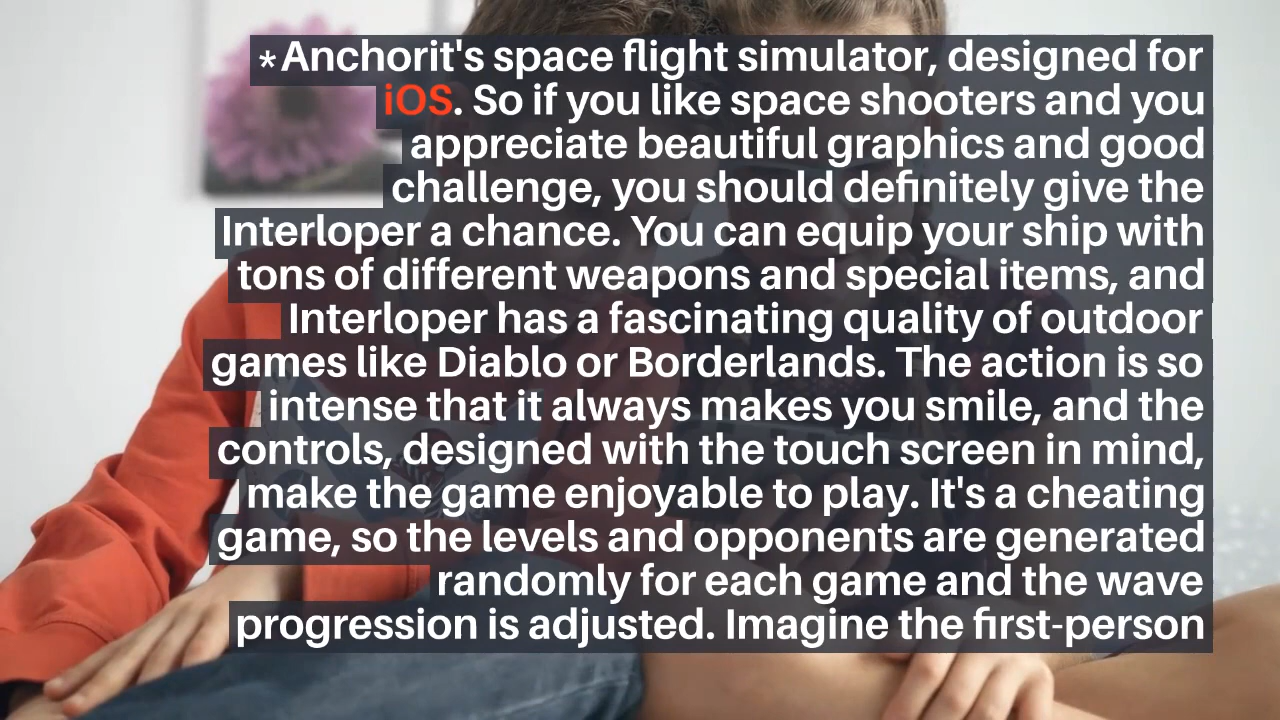 *Anchorit's space flight simulator, designed for
iOS. So if you like space shooters and you
appreciate beautiful graphics and good
challenge, you should definitely give the
Interloper a chance. You can equip your ship with
tons of different weapons and special items, and
Interloper has a fascinating quality of outdoor
games like Diablo or Borderlands. The action is so
intense that it always makes you smile, and the
controls, designed with the touch screen in mind,
make the game enjoyable to play. It's a cheating
game, so the levels and opponents are generated
randomly for each game and the wave
progression is adjusted. Imagine the first-person